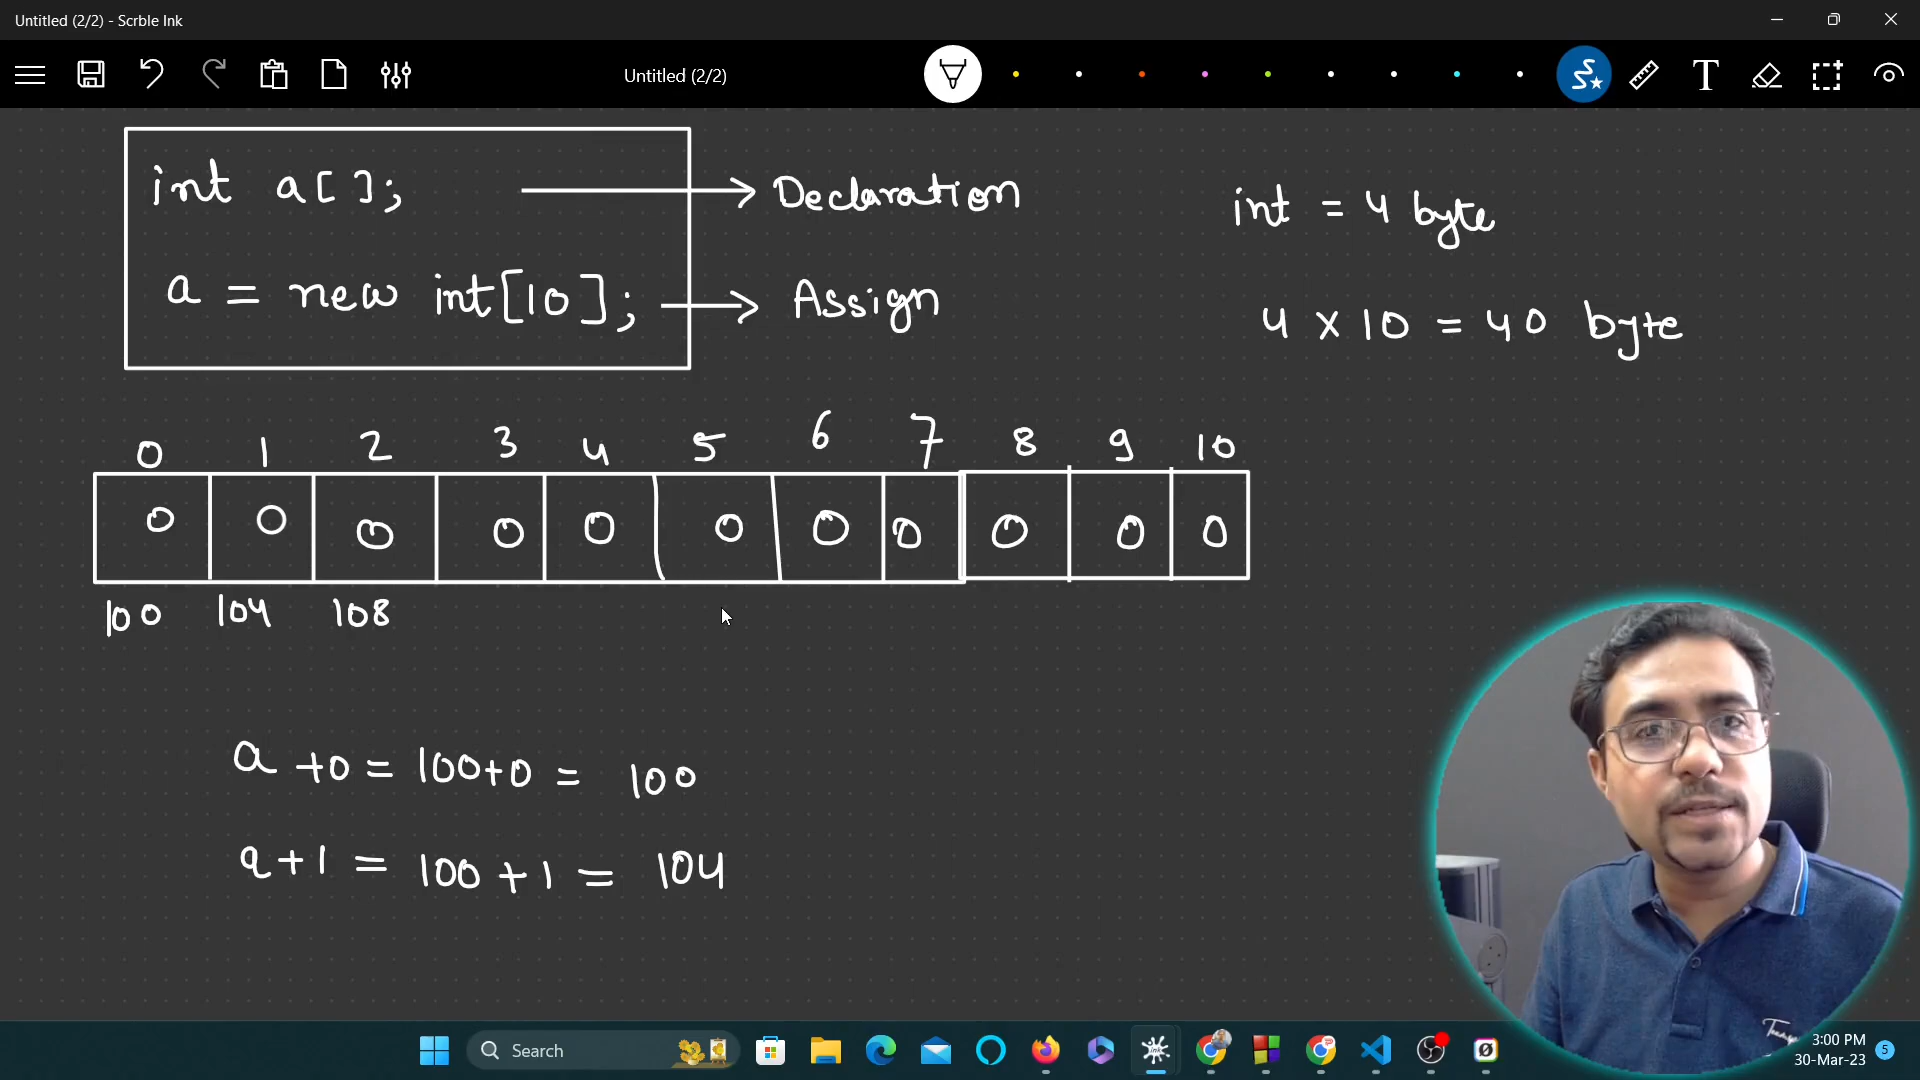 Untitled (2/2) - Scrble Ink
Untitled (2/2)
T
int a[ ];
Declaration
int = 4 byte
a = new int[10];
Assign
4 x 10 = 40 byte
0 1 2 3 4 5 6 7 8 9 10
0 0 0 0 0 0 0 0 0 0 0
100 104 108
a +0 = 100+0 = 100
a+1 = 100 + 1 = 104
Search
3:00 PM
30-Mar-23
5